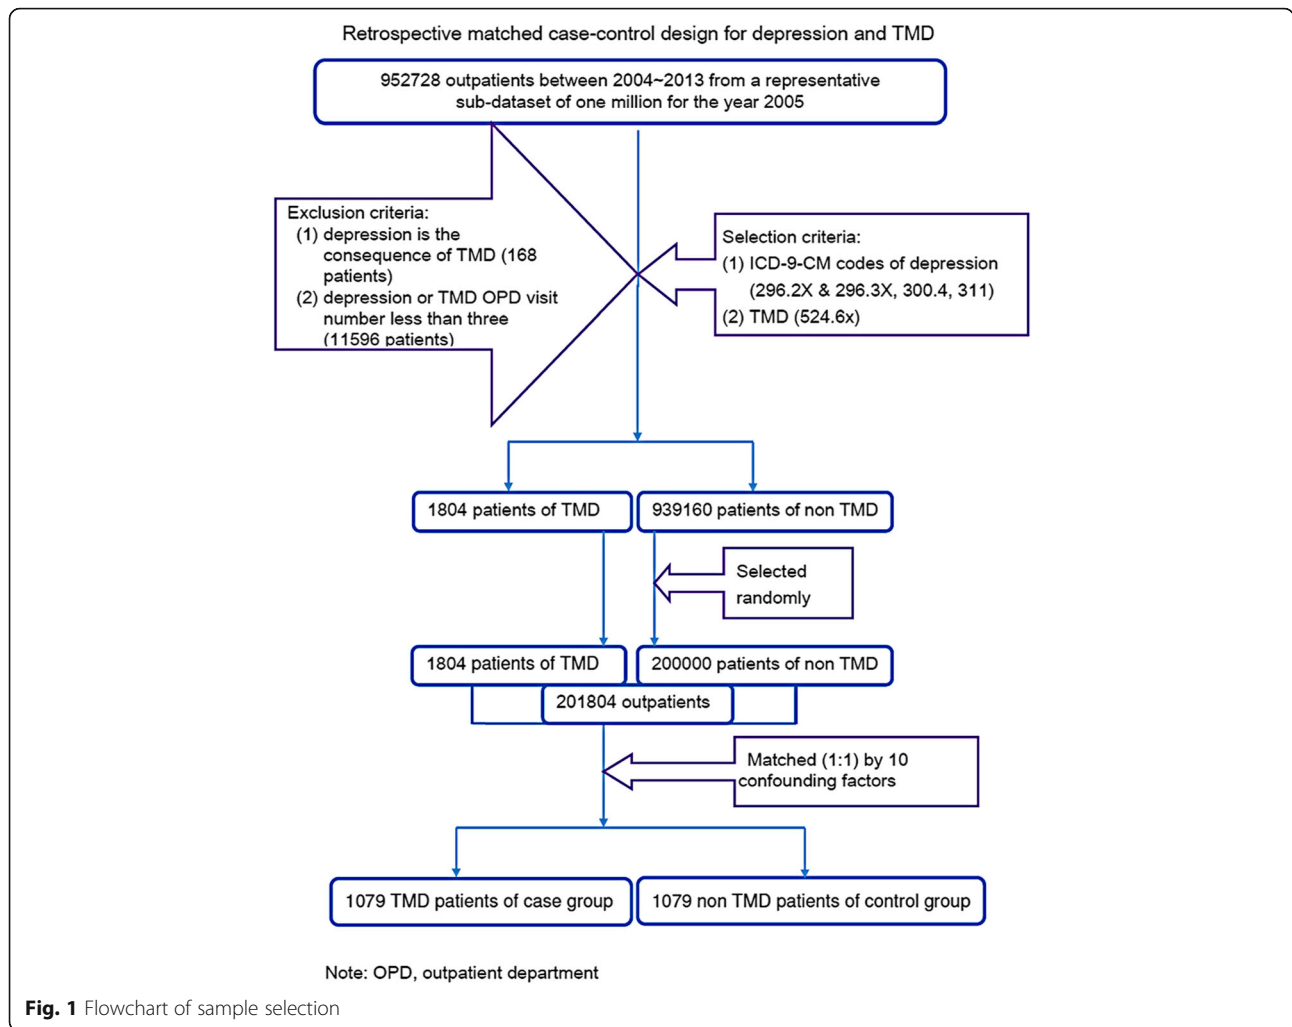 Retrospective matched case-control design for depression and TMD
952728 outpatients between 2004~2013 from a representative
sub-dataset of one million for the year 2005
Exclusion criteria:
(1) depression is the
consequence of TMD (168
patients)
(2) depression or TMD OPD visit
number less than three
(11596 patients)
Selection criteria:
(1) ICD-9-CM codes of depression
(296.2X & 296.3X, 300.4, 311)
(2) TMD (524.6x)
1804 patients of TMD
939160 patients of non TMD
Selected
randomly
1804 patients of TMD
200000 patients of non TMD
201804 outpatients
Matched (1:1) by 10
confounding factors
1079 TMD patients of case group
1079 non TMD patients of control group
Note: OPD, outpatient department
Fig. 1 Flowchart of sample selection